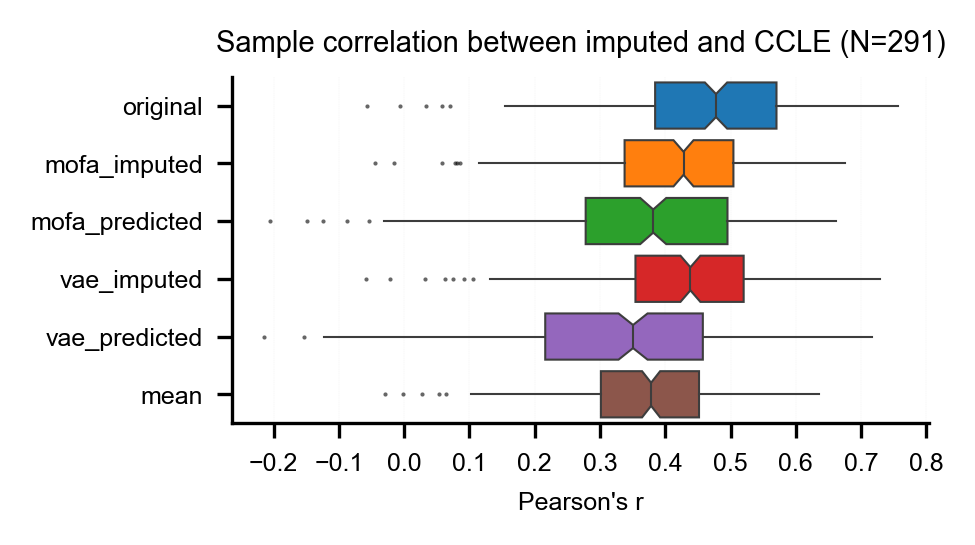 Sample correlation between imputed and CCLE (N=291)
original
mofa_imputed
mofa_predicted
vae_imputed
vae_predicted
mean
−0.2 −0.1 0.0 0.1 0.2 0.3 0.4 0.5 0.6 0.7 0.8
Pearson's r